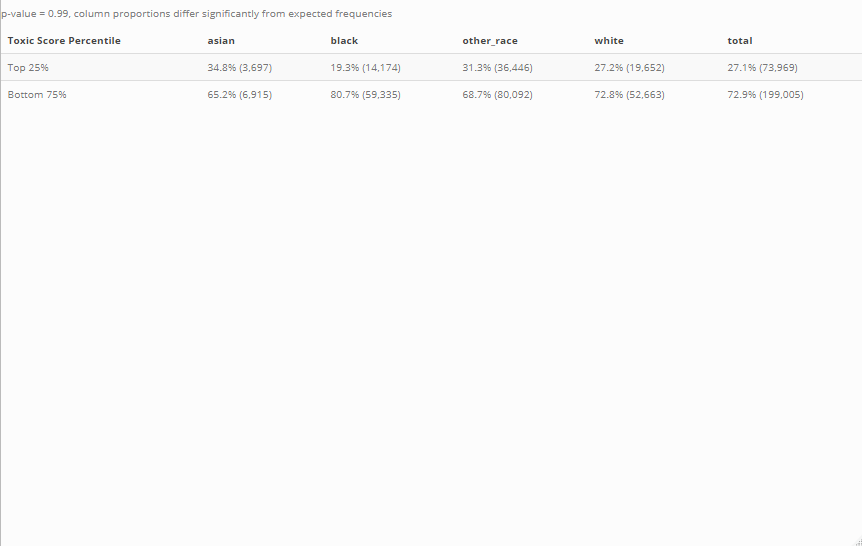 p-value = 0.99, column proportions differ significantly from expected frequencies
Toxic Score Percentile asian black other_race white total
Top 25% 34.8% (3,697) 19.3% (14,174) 31.3% (36,446) 27.2% (19,652) 27.1% (73,969)
Bottom 75% 65.2% (6,915) 80.7% (59,335) 68.7% (80,092) 72.8% (52,663) 72.9% (199,005)